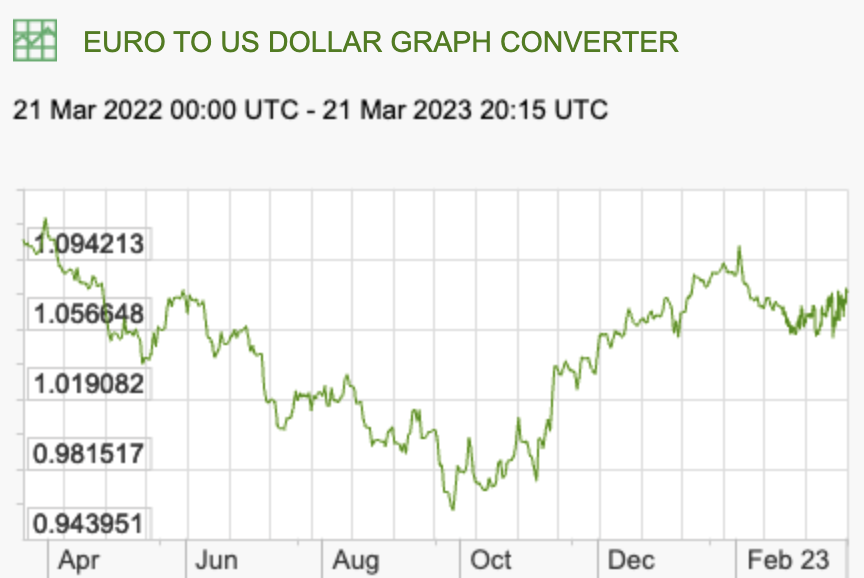 EURO TO US DOLLAR GRAPH CONVERTER
21 Mar 2022 00:00 UTC - 21 Mar 2023 20:15 UTC
1.094213
1.056648
1.019082
0.981517
0.943951
Apr Jun Aug Oct Dec Feb 23